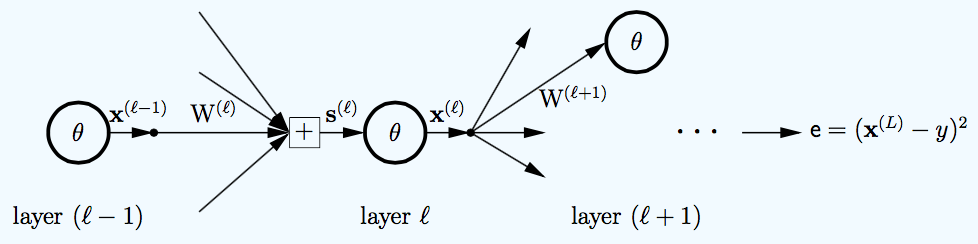 θ
θ x^(ℓ−1) W^(ℓ) + s^(ℓ) θ x^(ℓ) W^(ℓ+1) ··· e = (x^(L) − y)²
layer (ℓ − 1) layer ℓ layer (ℓ + 1)